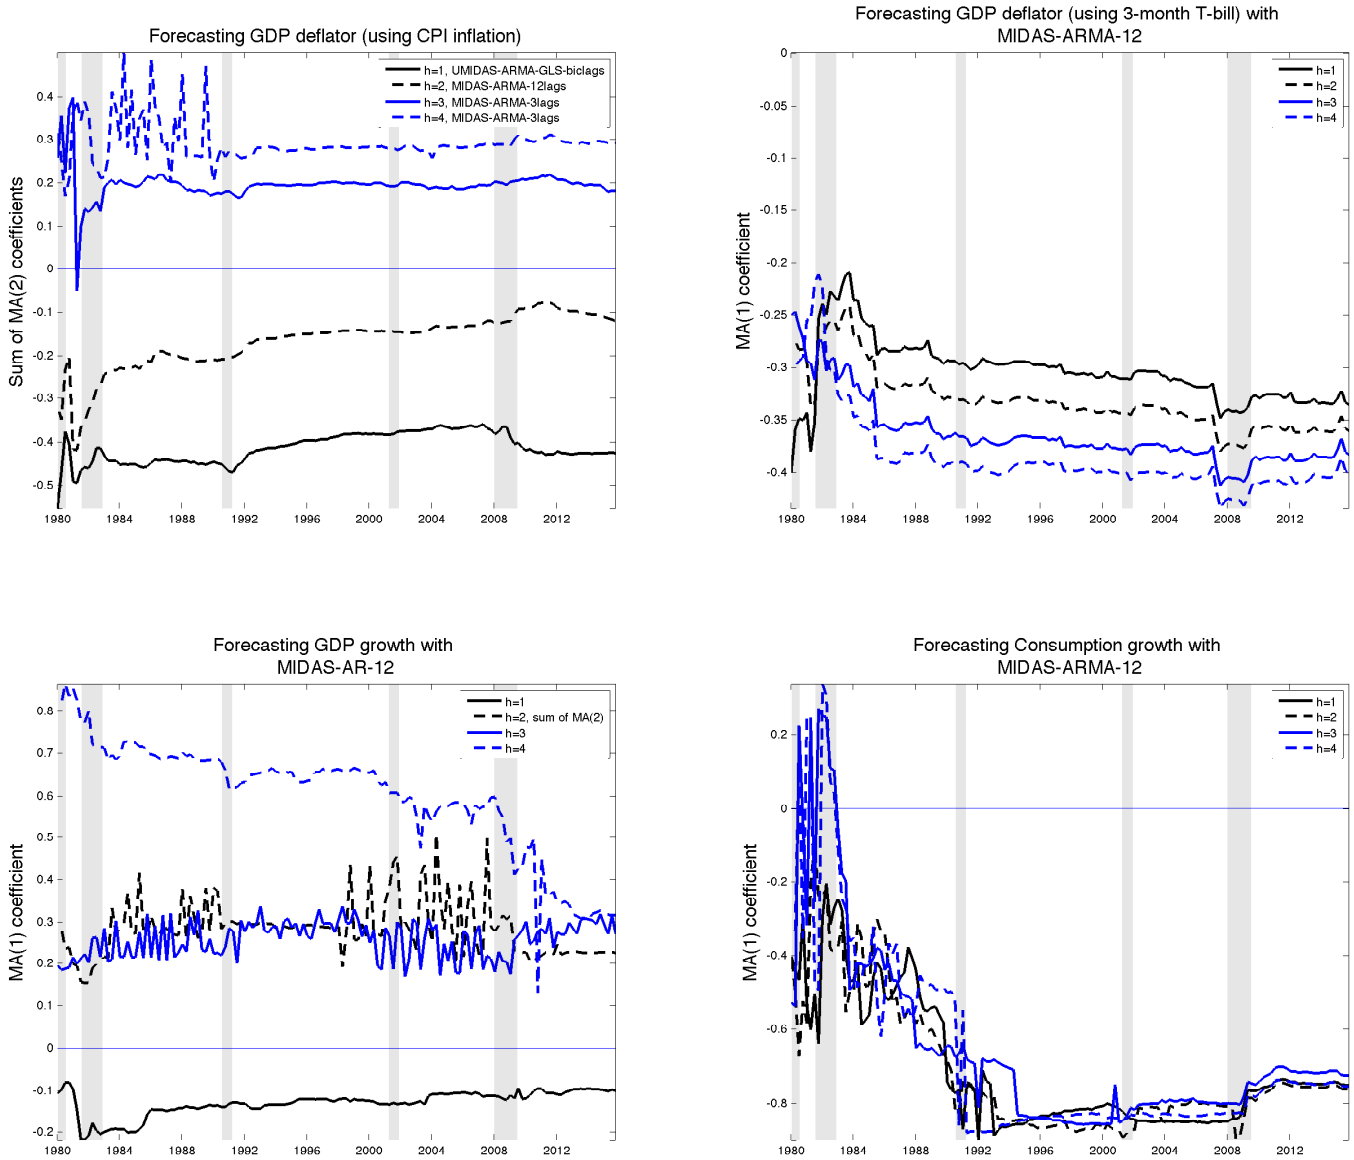 Forecasting GDP deflator (using CPI inflation)
Sum of MA(2) coefficients
0.4
0.3
0.2
0.1
0
-0.1
-0.2
-0.3
-0.4
-0.5
h=1, UMIDAS-ARMA-GLS-biclags
h=2, MIDAS-ARMA-12lags
h=3, MIDAS-ARMA-3lags
h=4, MIDAS-ARMA-3lags
1980 1984 1988 1992 1996 2000 2004 2008 2012
Forecasting GDP deflator (using 3-month T-bill) with
MIDAS-ARMA-12
MA(1) coefficient
0
-0.05
-0.1
-0.15
-0.2
-0.25
-0.3
-0.35
-0.4
h=1
h=2
h=3
h=4
1980 1984 1988 1992 1996 2000 2004 2008 2012
Forecasting GDP growth with
MIDAS-AR-12
MA(1) coefficient
0.8
0.7
0.6
0.5
0.4
0.3
0.2
0.1
0
-0.1
-0.2
h=1
h=2, sum of MA(2)
h=3
h=4
1980 1984 1988 1992 1996 2000 2004 2008 2012
Forecasting Consumption growth with
MIDAS-ARMA-12
MA(1) coefficient
0.2
0
-0.2
-0.4
-0.6
-0.8
h=1
h=2
h=3
h=4
1980 1984 1988 1992 1996 2000 2004 2008 2012